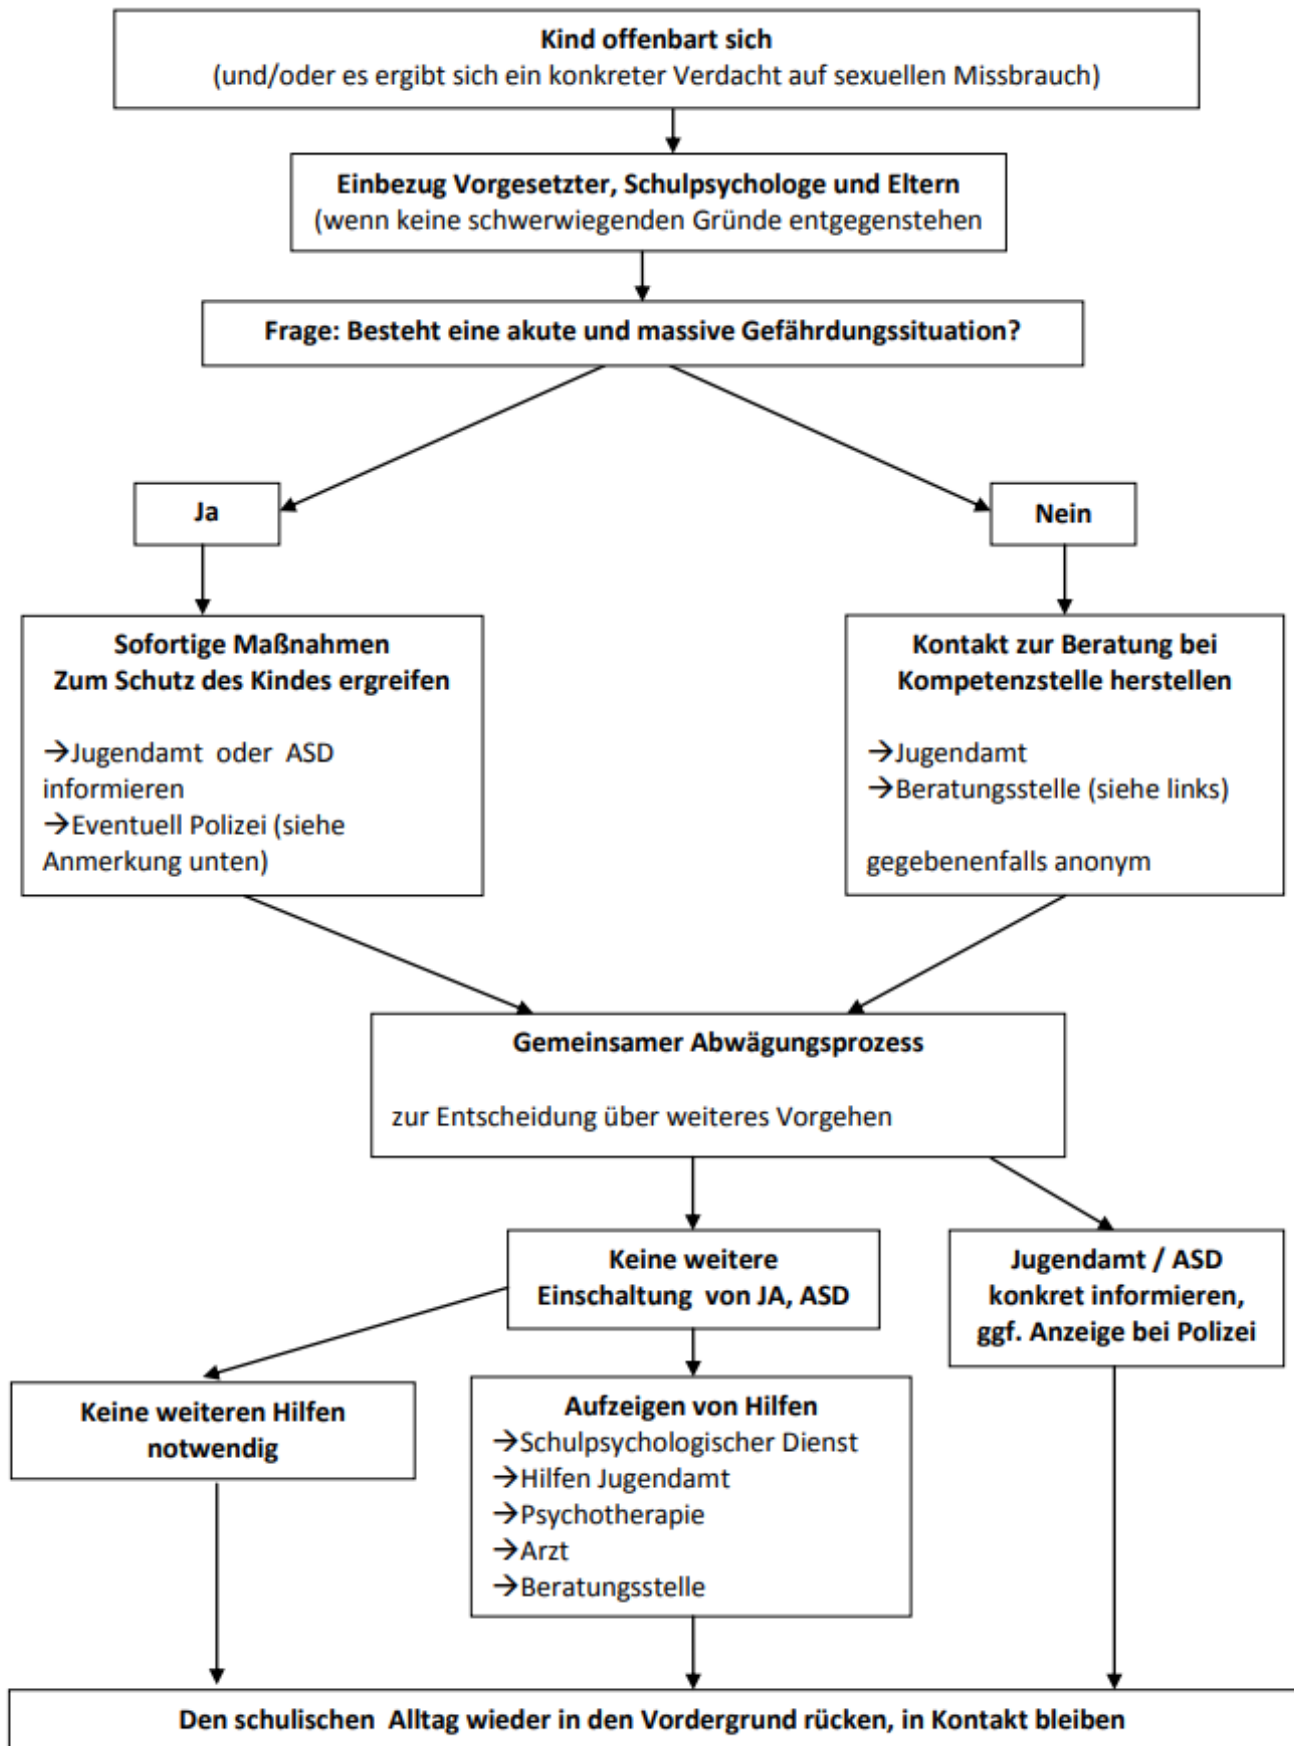 Kind offenbart sich
(und/oder es ergibt sich ein konkreter Verdacht auf sexuellen Missbrauch)
Einbezug Vorgesetzter, Schulpsychologe und Eltern
(wenn keine schwerwiegenden Gründe entgegenstehen
Frage: Besteht eine akute und massive Gefährdungssituation?
Ja
Nein
Sofortige Maßnahmen
Zum Schutz des Kindes ergreifen
→Jugendamt oder ASD
informieren
→Eventuell Polizei (siehe
Anmerkung unten)
Kontakt zur Beratung bei
Kompetenzstelle herstellen
→Jugendamt
→Beratungsstelle (siehe links)
gegebenenfalls anonym
Gemeinsamer Abwägungsprozess
zur Entscheidung über weiteres Vorgehen
Keine weitere
Einschaltung von JA, ASD
Jugendamt / ASD
konkret informieren,
ggf. Anzeige bei Polizei
Keine weiteren Hilfen
notwendig
Aufzeigen von Hilfen
→Schulpsychologischer Dienst
→Hilfen Jugendamt
→Psychotherapie
→Arzt
→Beratungsstelle
Den schulischen Alltag wieder in den Vordergrund rücken, in Kontakt bleiben